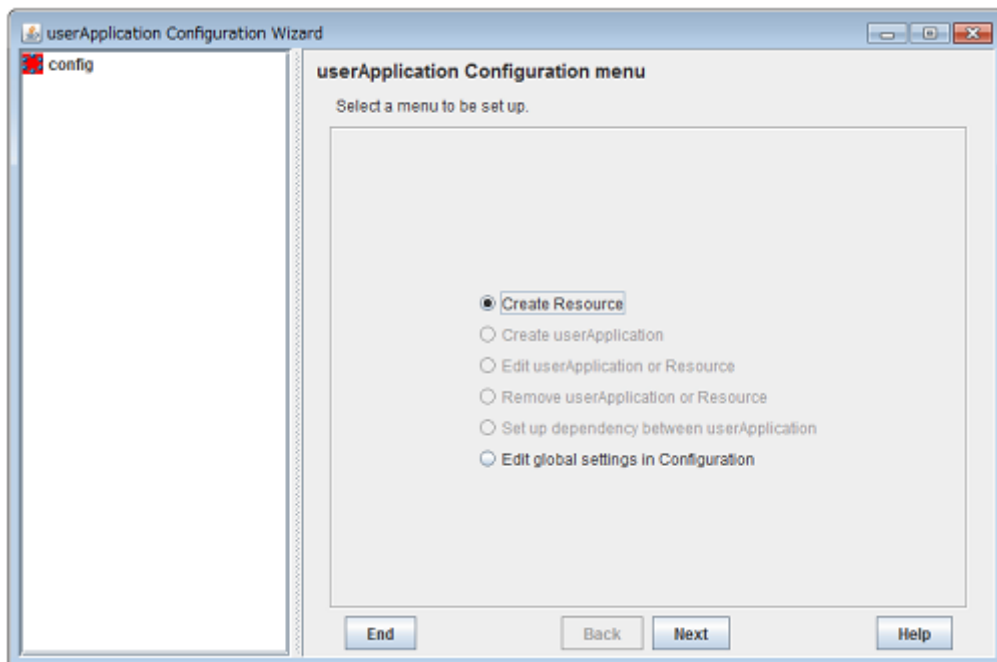 userApplication Configuration Wizard
config
userApplication Configuration menu
Select a menu to be set up.
Create Resource
Create userApplication
Edit userApplication or Resource
Remove userApplication or Resource
Set up dependency between userApplication
Edit global settings in Configuration
End
Back
Next
Help